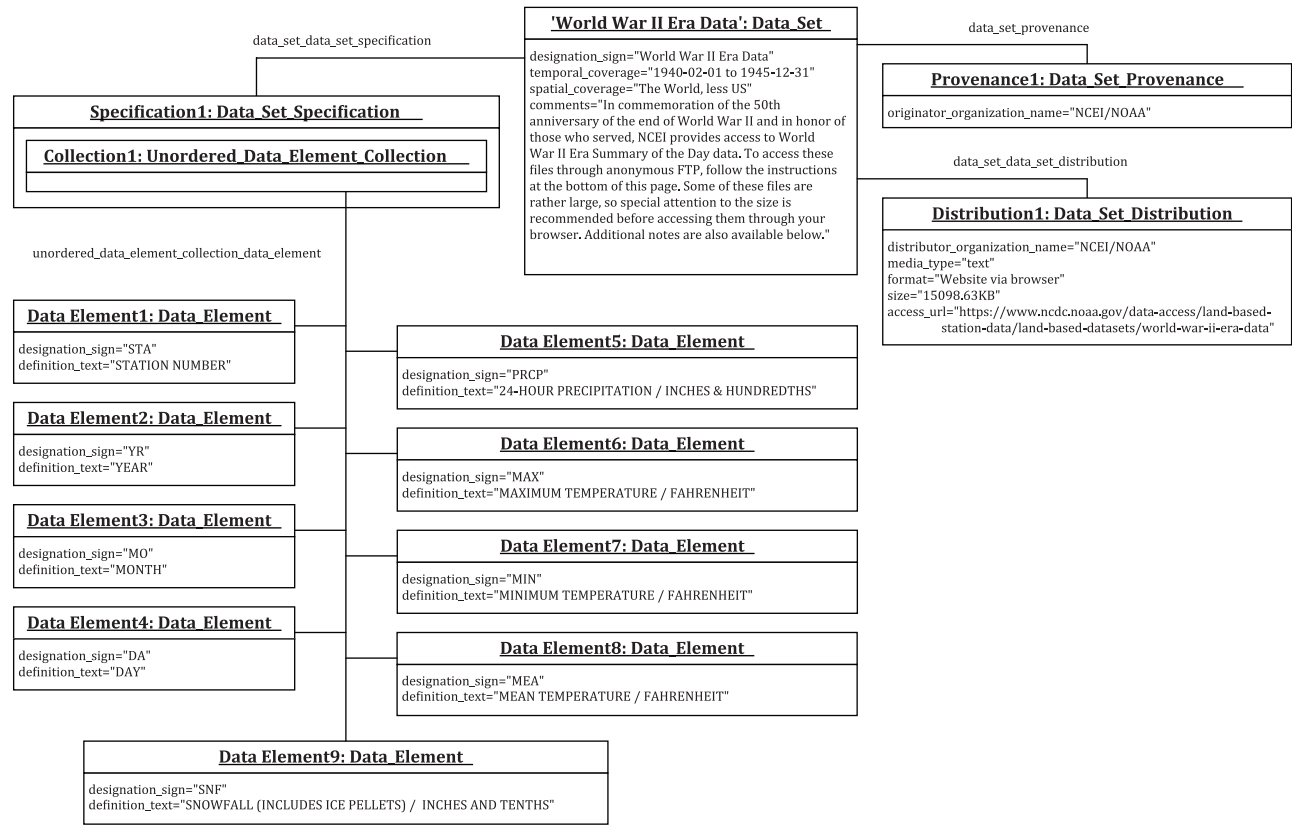 'World War II Era Data': Data_Set
designation_sign="World War II Era Data"
temporal_coverage="1940-02-01 to 1945-12-31"
spatial_coverage="The World, less US"
comments="In commemoration of the 50th
anniversary of the end of World War II and in honor of
those who served, NCEI provides access to World
War II Era Summary of the Day data. To access these
files through anonymous FTP, follow the instructions
at the bottom of this page. Some of these files are
rather large, so special attention to the size is
recommended before accessing them through your
browser. Additional notes are also available below."
data_set_data_set_specification
data_set_provenance
Provenance1: Data_Set_Provenance
originator_organization_name="NCEI/NOAA"
Specification1: Data_Set_Specification
Collection1: Unordered_Data_Element_Collection
data_set_data_set_distribution
Distribution1: Data_Set_Distribution
distributor_organization_name="NCEI/NOAA"
media_type="text"
format="Website via browser"
size="15098.63KB"
access_url="https://www.ncdc.noaa.gov/data-access/land-based-
station-data/land-based-datasets/world-war-ii-era-data"
unordered_data_element_collection_data_element
Data Element1: Data_Element
designation_sign="STA"
definition_text="STATION NUMBER"
Data Element2: Data_Element
designation_sign="YR"
definition_text="YEAR"
Data Element3: Data_Element
designation_sign="MO"
definition_text="MONTH"
Data Element4: Data_Element
designation_sign="DA"
definition_text="DAY"
Data Element5: Data_Element
designation_sign="PRCP"
definition_text="24-HOUR PRECIPITATION / INCHES & HUNDREDTHS"
Data Element6: Data_Element
designation_sign="MAX"
definition_text="MAXIMUM TEMPERATURE / FAHRENHEIT"
Data Element7: Data_Element
designation_sign="MIN"
definition_text="MINIMUM TEMPERATURE / FAHRENHEIT"
Data Element8: Data_Element
designation_sign="MEA"
definition_text="MEAN TEMPERATURE / FAHRENHEIT"
Data Element9: Data_Element
designation_sign="SNF"
definition_text="SNOWFALL (INCLUDES ICE PELLETS) / INCHES AND TENTHS"